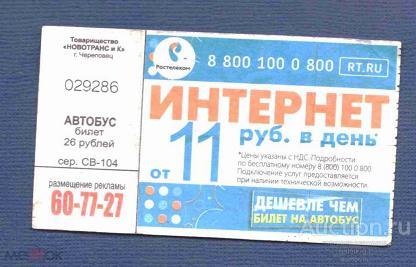 Товарищество
"НОВОТРАНС и К"
г. Череповец
029286
АВТОБУС
билет
26 рублей
сер. СВ-104
размещение рекламы
60-77-27
Ростелеком
8 800 100 0 800
RT.RU
ИНТЕРНЕТ
от 11 руб. в день*
*Цены указаны с НДС. Подробности
по бесплатному номеру 8 (800) 100 0 800
Подключение услуг предоставляется
при наличии технической возможности.
ДЕШЕВЛЕ ЧЕМ
БИЛЕТ НА АВТОБУС